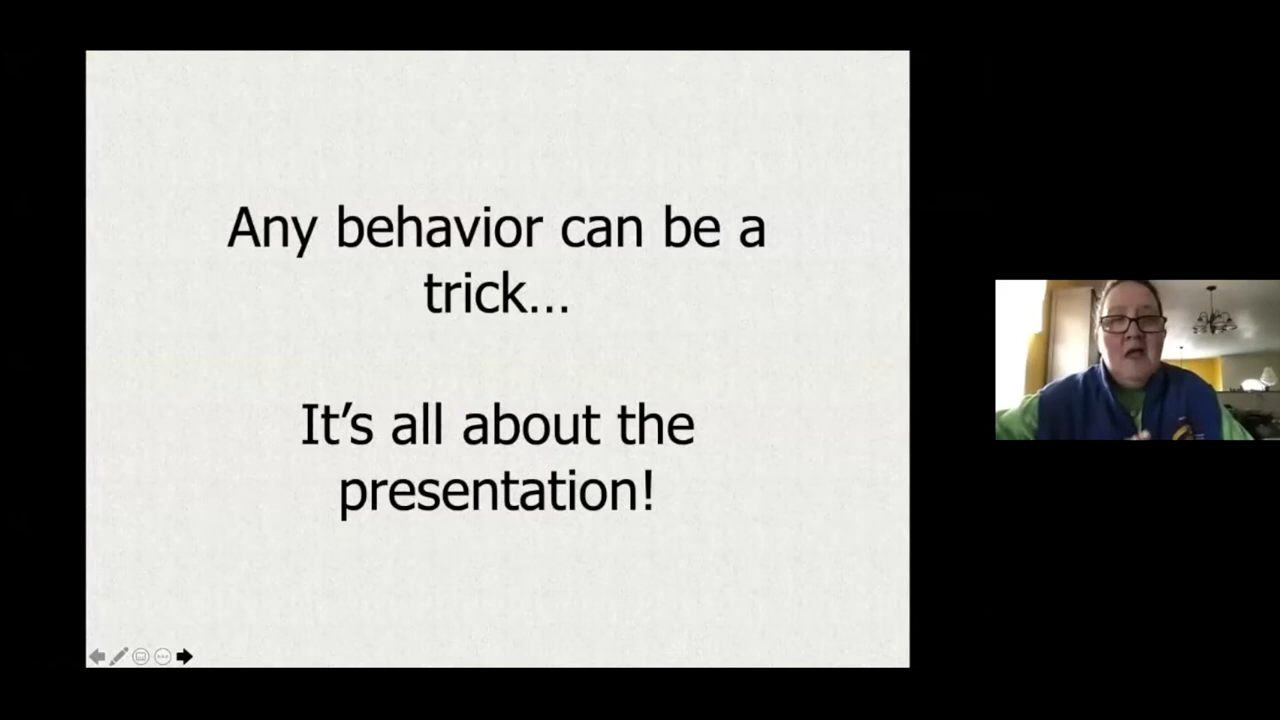 Any behavior can be a
trick...
It’s all about the
presentation!